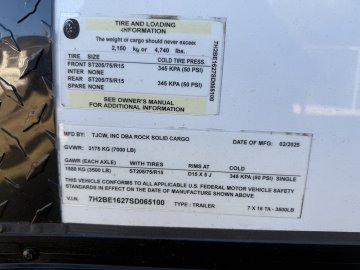 TIRE AND LOADING
INFORMATION
The weight of cargo should never exceed
2,150 kg or 4,740 lbs.
TIRE SIZE COLD TIRE PRESS.
FRONT ST205/75/R15 345 KPA (50 PSI)
INTER NONE
REAR ST205/75/R15 345 KPA (50 PSI)
SPARE NONE
SEE OWNER'S MANUAL
FOR ADDITIONAL INFORMATION
7H2BE1627SD065100
MFD.BY: TJCW, INC DBA ROCK SOLID CARGO DATE OF MFG: 02/2025
GVWR: 3175 KG (7000 LB)
GAWR (EACH AXLE) WITH TIRES RIMS AT COLD
1588 KG (3500 LB) ST205/75/R15 D15 X 5 J 345 KPA (50 PSI) SINGLE
THIS VEHICLE CONFORMS TO ALL APPLICABLE U.S. FEDERAL MOTOR VEHICLE SAFETY
STANDARDS IN EFFECT ON THE DATE OF MANUFACTURE SHOWN ABOVE
V.I.N. 7H2BE1627SD065100 TYPE: TRAILER 7 X 16 TA - 3500LB